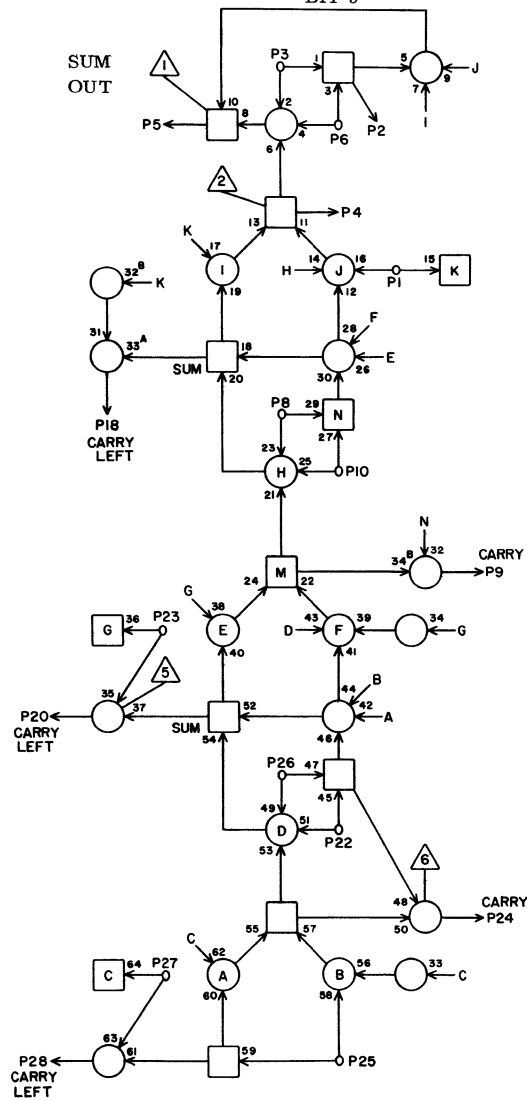 SUM
OUT
1
P3
1
5
9
J
3
7
I
10
8
2
4
P5
P6
P2
6
2
13
11
P4
K
17
H
14
J
16
P1
15
K
I
19
12
32B
K
F
28
31
33A
18
E
SUM
20
30
26
P18
CARRY
LEFT
P8
29
N
27
23
25
H
P10
21
N
M
34B
32
CARRY
P9
24
22
G
38
E
D
43
F
39
34
G
40
41
G
36
P23
5
B
44
35
37
52
42
A
P20
CARRY
LEFT
SUM
54
46
P26
47
45
49
51
D
P22
53
6
48
50
CARRY
P24
55
57
C
62
A
B
56
33
C
C
64
P27
60
58
63
61
59
P28
CARRY
LEFT
P25